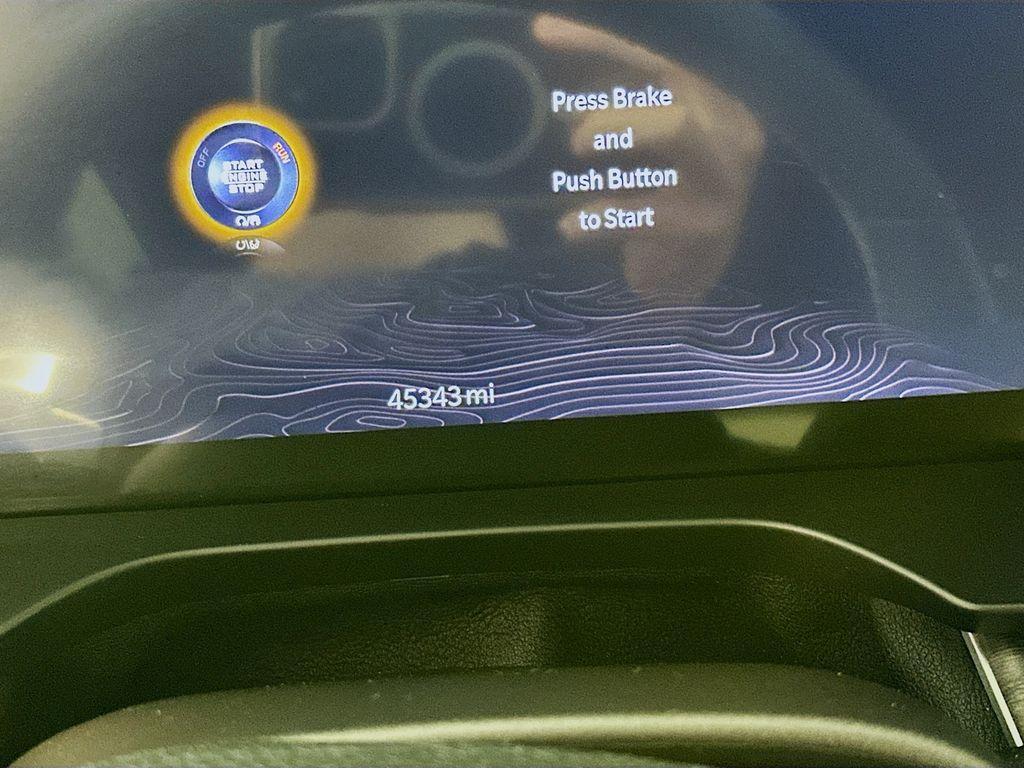 OFF
RUN
START
ENGINE
STOP
Press Brake
and
Push Button
to Start
45343 mi